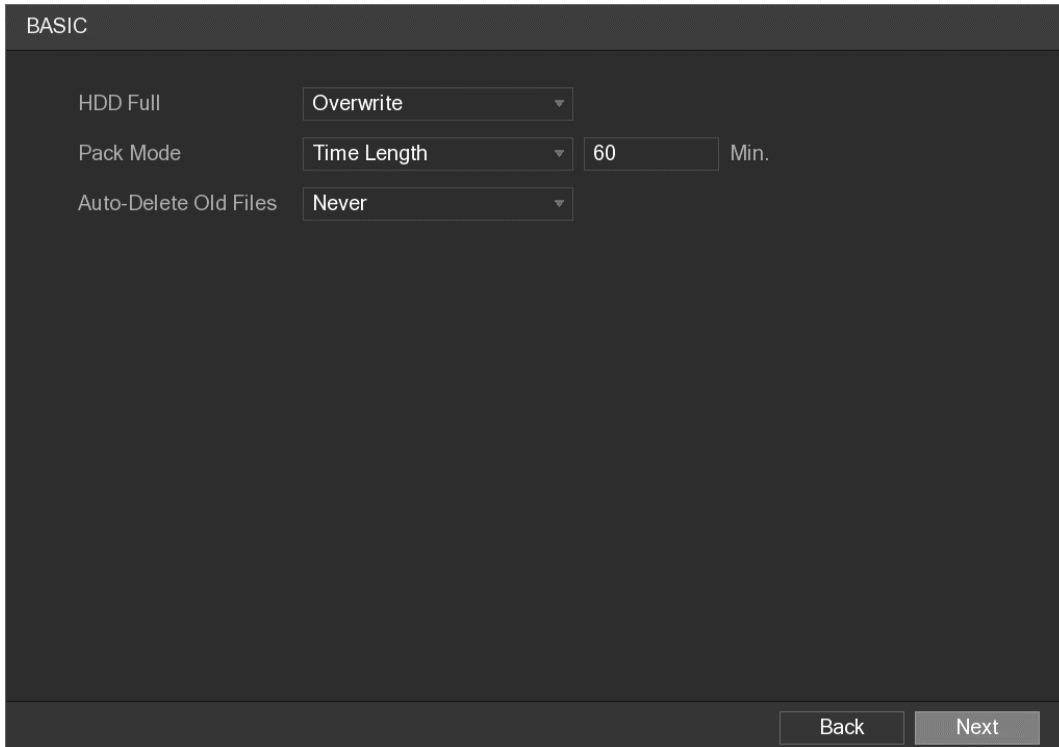 BASIC
HDD Full Overwrite
Pack Mode Time Length 60 Min.
Auto-Delete Old Files Never
Back Next